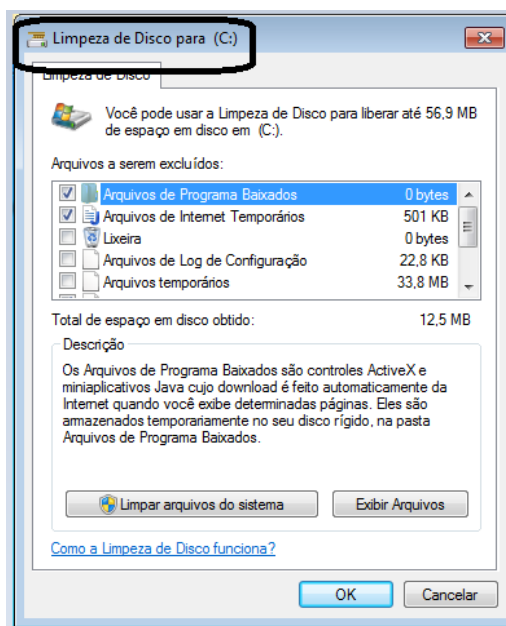 Limpeza de Disco para (C:)
Limpeza de Disco
Você pode usar a Limpeza de Disco para liberar até 56,9 MB
de espaço em disco em (C:).
Arquivos a serem excluídos:
Arquivos de Programa Baixados 0 bytes
Arquivos de Internet Temporários 501 KB
Lixeira 0 bytes
Arquivos de Log de Configuração 22,8 KB
Arquivos temporários 33,8 MB
Total de espaço em disco obtido: 12,5 MB
Descrição
Os Arquivos de Programa Baixados são controles ActiveX e
miniaplicativos Java cujo download é feito automaticamente da
Internet quando você exibe determinadas páginas. Eles são
armazenados temporariamente no seu disco rígido, na pasta
Arquivos de Programa Baixados.
Limpar arquivos do sistema Exibir Arquivos
Como a Limpeza de Disco funciona?
OK Cancelar